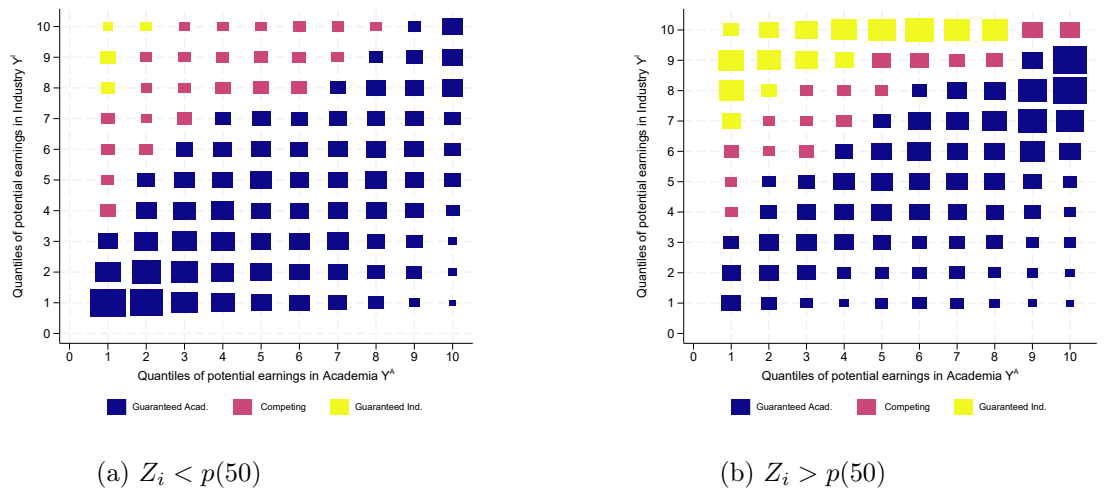 Quantiles of potential earnings in Industry Y^I
10
9
8
7
6
5
4
3
2
1
0
0 1 2 3 4 5 6 7 8 9 10
Quantiles of potential earnings in Academia Y^A
Guaranteed Acad. Competing Guaranteed Ind.
(a) Z_i < p(50)
Quantiles of potential earnings in Industry Y^I
10
9
8
7
6
5
4
3
2
1
0
0 1 2 3 4 5 6 7 8 9 10
Quantiles of potential earnings in Academia Y^A
Guaranteed Acad. Competing Guaranteed Ind.
(b) Z_i > p(50)